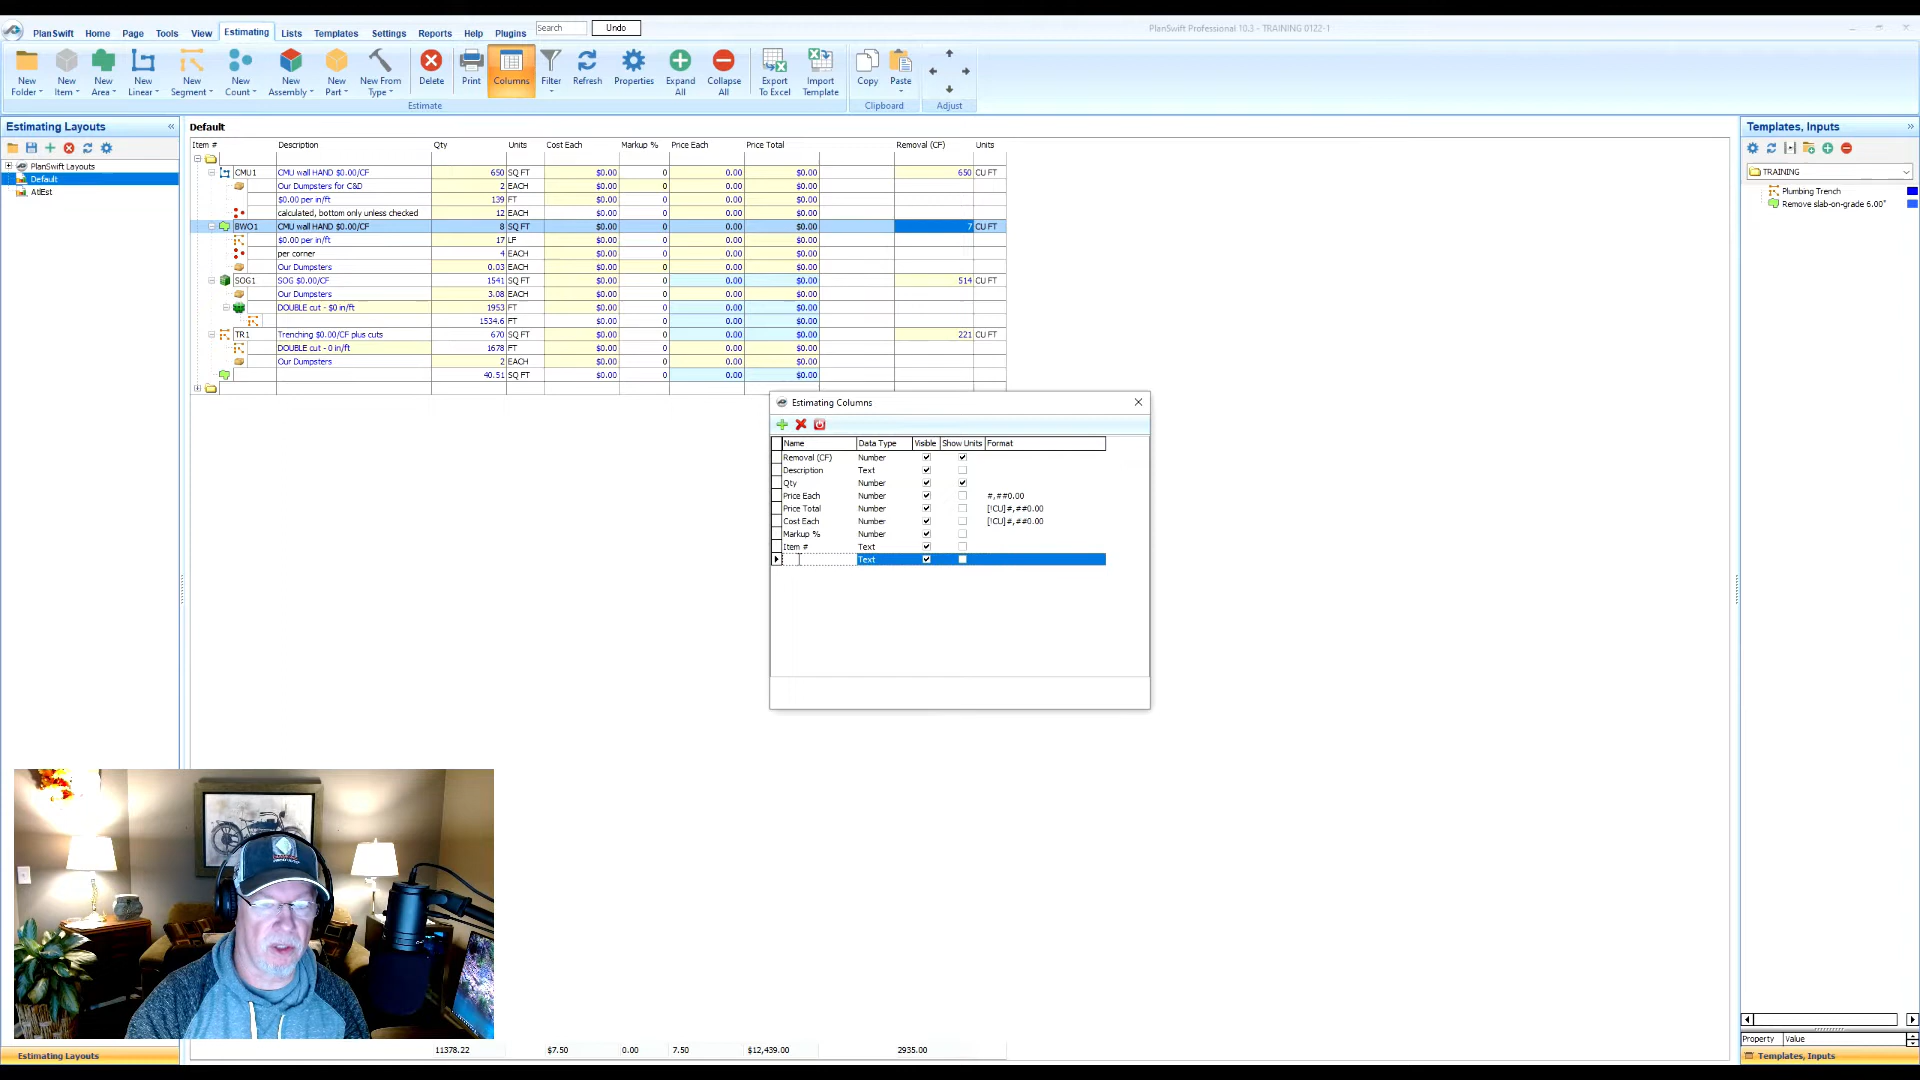 PlanSwift Home Page Tools View Estimating Lists Templates Settings Reports Help Plugins Search Undo
PlanSwift Professional 10.3 - TRAINING 0122-1
New Folder New Item New Area New Linear New Segment New Count New Assembly New Part New From Type Delete Print Columns Filter Refresh Properties Expand All Collapse All Export To Excel Import Template Copy Paste
Estimate Clipboard Adjust
Estimating Layouts
PlanSwift Layouts
Default
AtlEst
Default
Item # Description Qty Units Cost Each Markup % Price Each Price Total Removal (CF) Units
CMU1 CMU wall HAND $0.00/CF 650 SQ FT $0.00 0 0.00 $0.00 650 CU FT
Our Dumpsters for C&D 2 EACH $0.00 0 0.00 $0.00
$0.00 per in/ft 139 FT $0.00 0 0.00 $0.00
calculated, bottom only unless checked 12 EACH $0.00 0 0.00 $0.00
BWO1 CMU wall HAND $0.00/CF 8 SQ FT $0.00 0 0.00 $0.00 7 CU FT
$0.00 per in/ft 17 LF $0.00 0 0.00 $0.00
per corner 4 EACH $0.00 0 0.00 $0.00
Our Dumpsters 0.03 EACH $0.00 0 0.00 $0.00
SOG1 SOG $0.00/CF 1541 SQ FT $0.00 0 0.00 $0.00 514 CU FT
Our Dumpsters 3.08 EACH $0.00 0 0.00 $0.00
DOUBLE cut - $0 in/ft 1953 FT $0.00 0 0.00 $0.00
1534.6 FT $0.00 0 0.00 $0.00
TR1 Trenching $0.00/CF plus cuts 670 SQ FT $0.00 0 0.00 $0.00 221 CU FT
DOUBLE cut - 0 in/ft 1678 FT $0.00 0 0.00 $0.00
Our Dumpsters 2 EACH $0.00 0 0.00 $0.00
40.51 SQ FT $0.00 0 0.00 $0.00
Estimating Columns
Name Data Type Visible Show Units Format
Removal (CF) Number
Description Text
Qty Number
Price Each Number #,##0.00
Price Total Number [!CU]#,##0.00
Cost Each Number [!CU]#,##0.00
Markup % Number
Item # Text
Text
Templates, Inputs
TRAINING
Plumbing Trench
Remove slab-on-grade 6.00"
11378.22 $7.50 0.00 7.50 $12,439.00 2935.00
Property Value
Estimating Layouts
Templates, Inputs